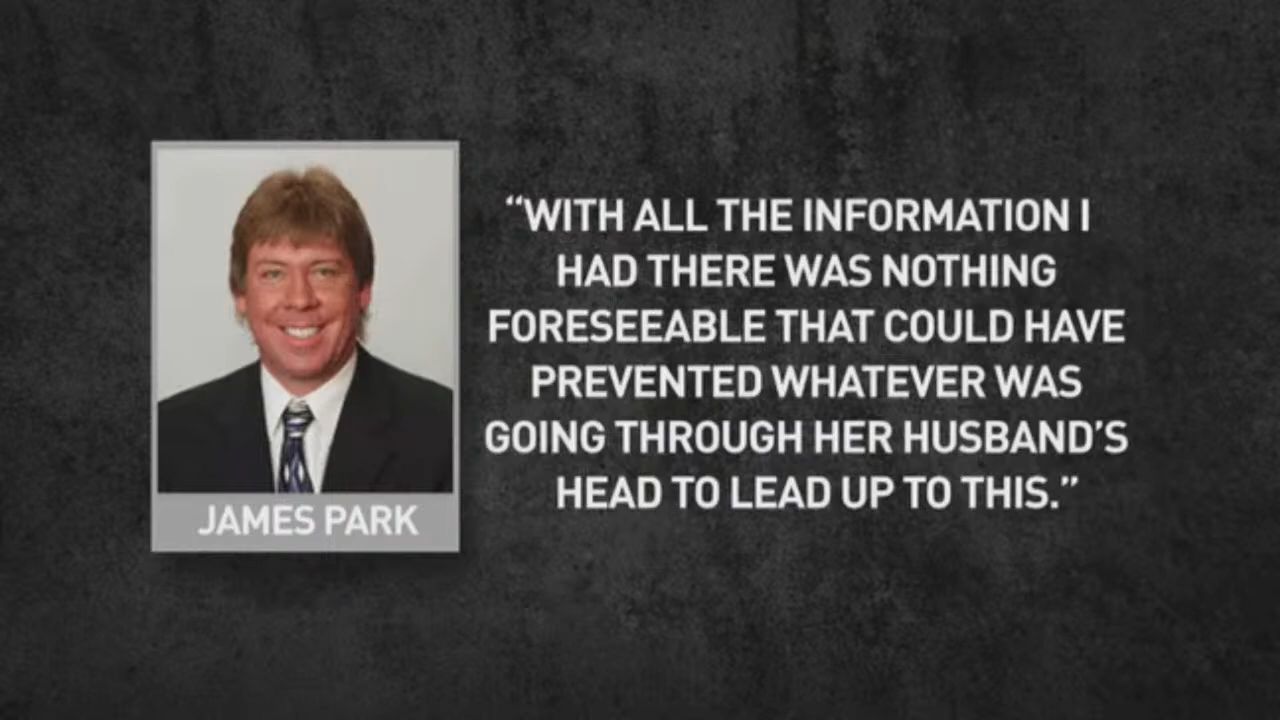 “WITH ALL THE INFORMATION I
HAD THERE WAS NOTHING
FORESEEABLE THAT COULD HAVE
PREVENTED WHATEVER WAS
GOING THROUGH HER HUSBAND’S
HEAD TO LEAD UP TO THIS.”
JAMES PARK